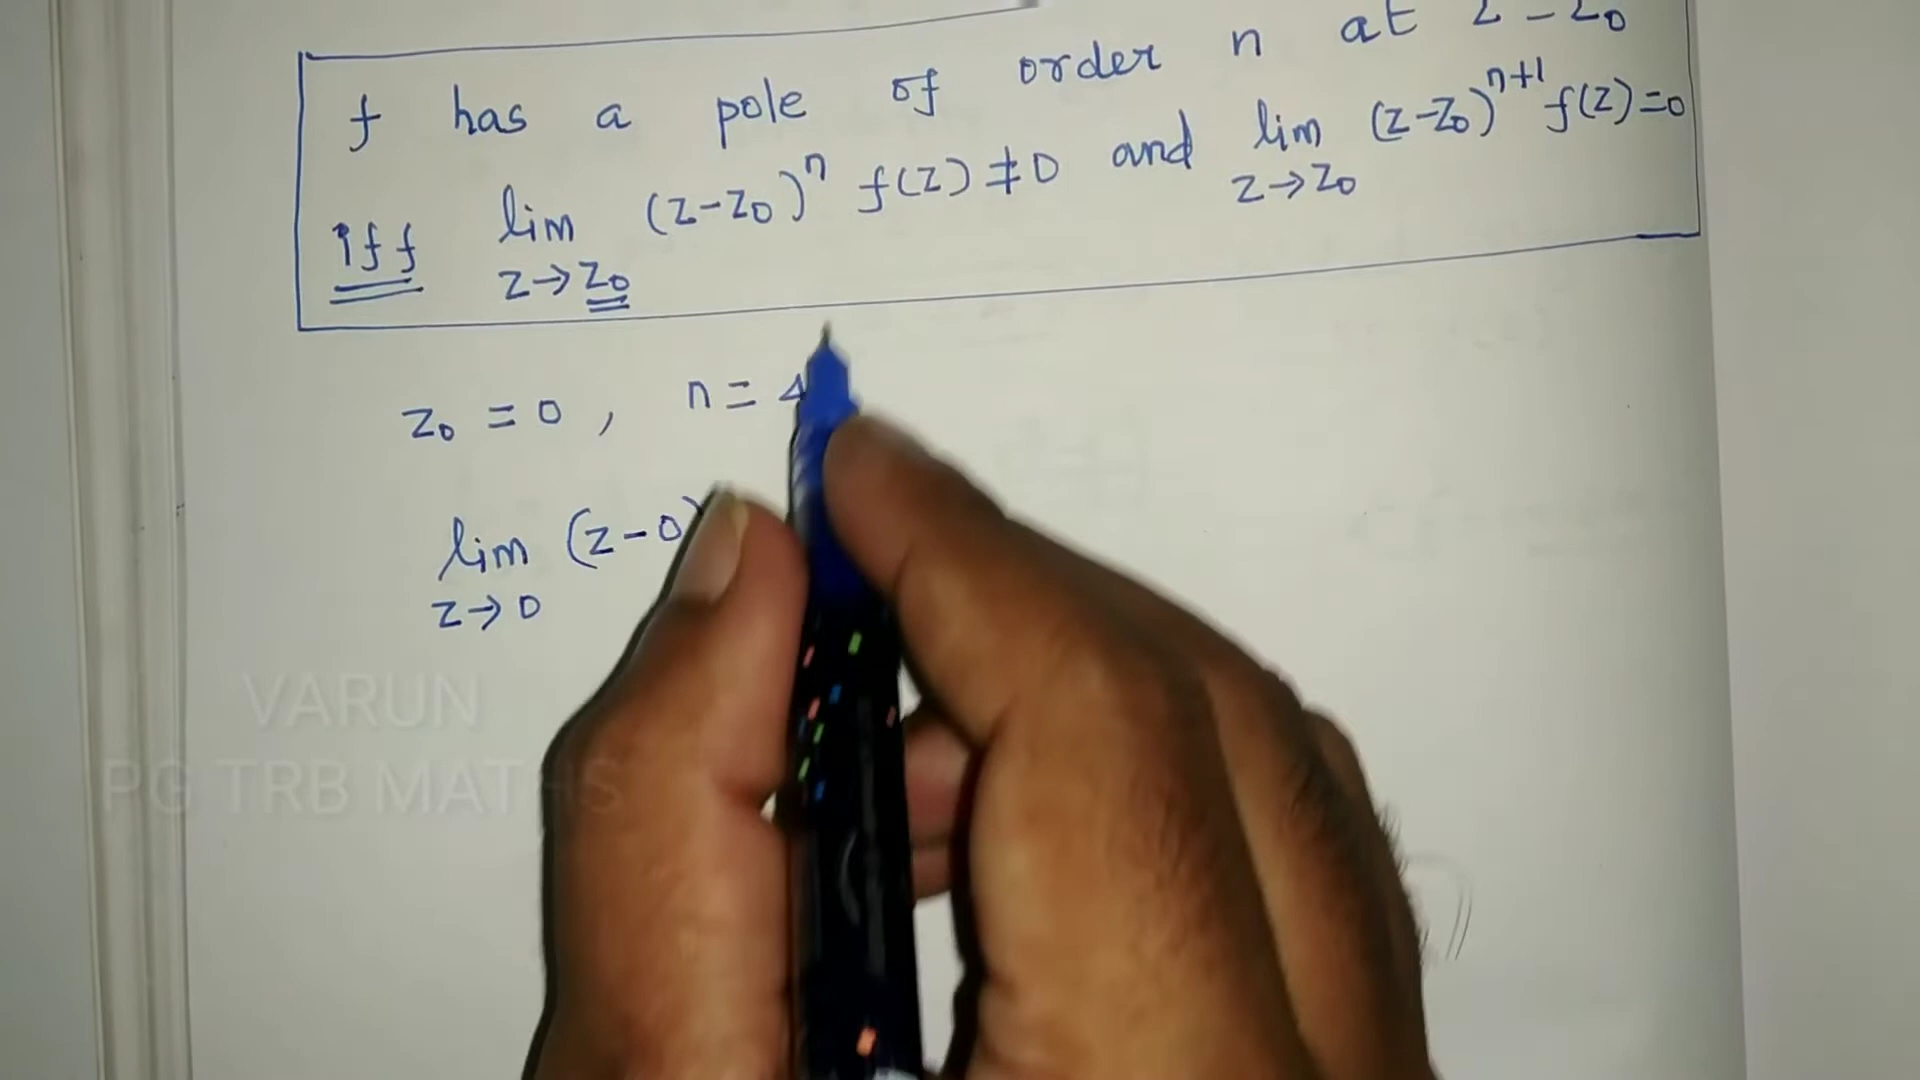 f has a pole of order n at z = z₀
iff lim (z-z₀)ⁿ f(z) ≠ 0 and lim (z-z₀)ⁿ⁺¹ f(z)=0
z→z₀ z→z₀
z₀ = 0 , n = 4
lim (z-0)
z→0
VARUN
PG TRB MATHS